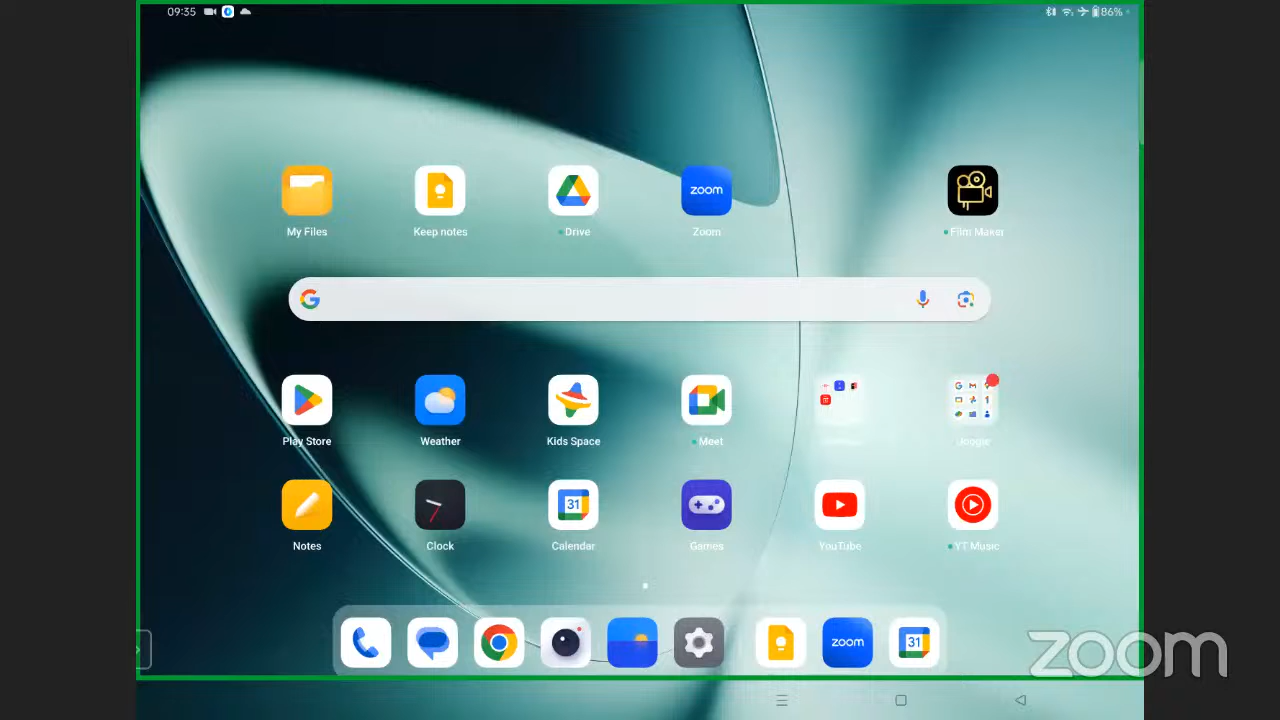 09:35
86%
zoom
My Files
Keep notes
Drive
Zoom
Film Maker
Play Store
Weather
Kids Space
Meet
Google
31
Notes
Clock
Calendar
Games
YouTube
YT Music
zoom
31
zoom